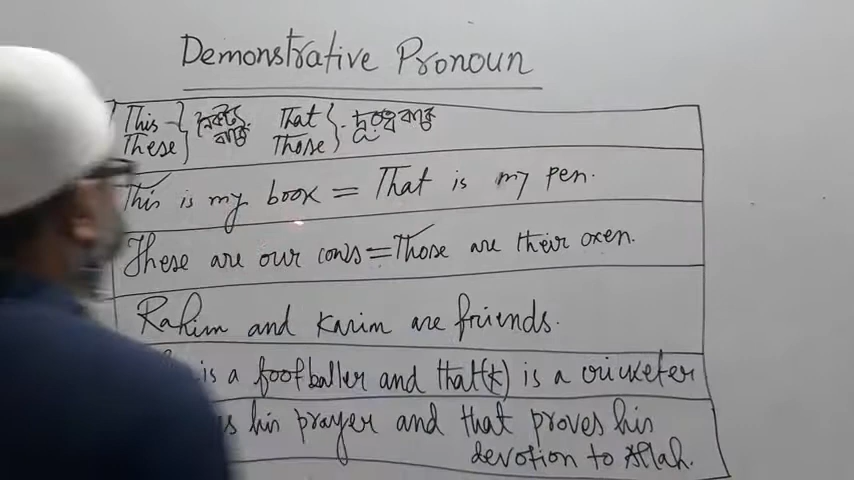 Demonstrative Pronoun
This } নিকটে That } দূরত্ব বুঝাতে
These } বুঝাতে Those }
This is my book = That is my pen.
These are our cows = Those are their oxen.
Rahim and Karim are friends.
is a footballer and that(K) is a cricketer
his prayer and that proves his
devotion to Allah.